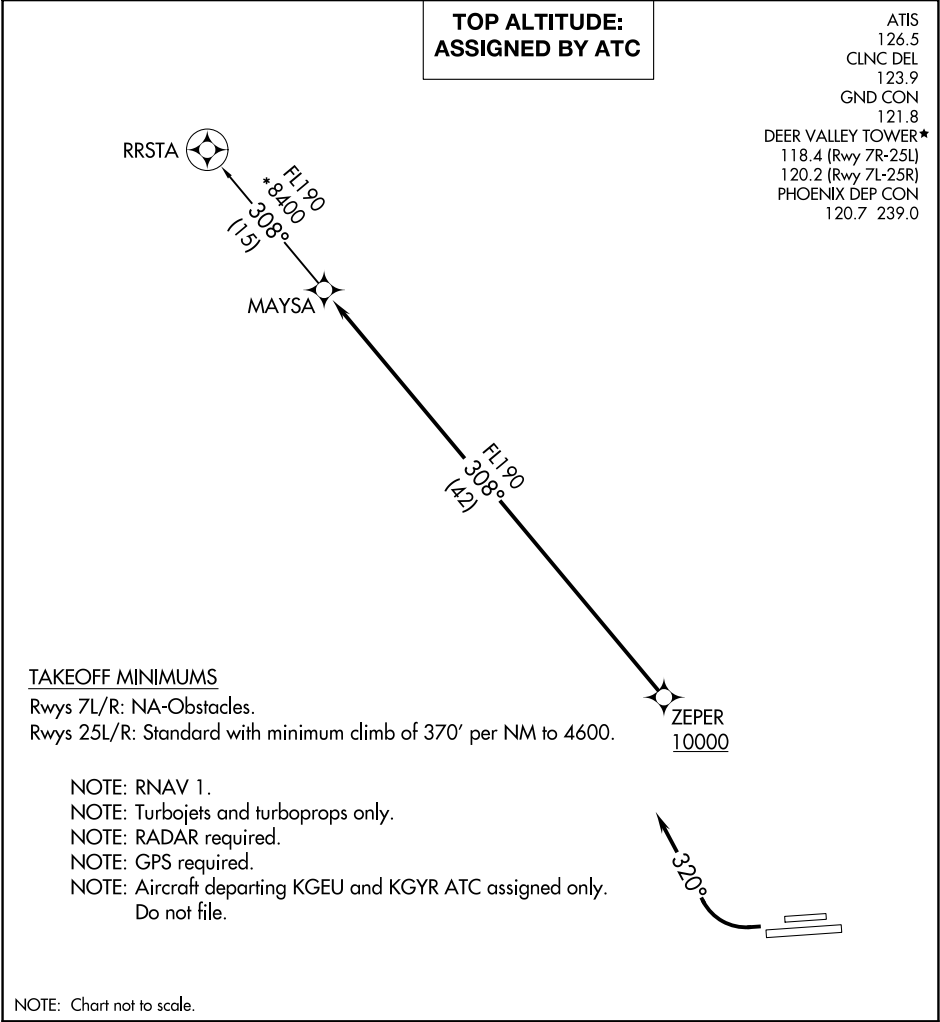 TOP ALTITUDE:
ASSIGNED BY ATC
ATIS
126.5
CLNC DEL
123.9
GND CON
121.8
DEER VALLEY TOWER★
118.4 (Rwy 7R-25L)
120.2 (Rwy 7L-25R)
PHOENIX DEP CON
120.7 239.0
RRSTA
FL190
*8400
308°
(15)
MAYSA
FL190
308°
(42)
ZEPER
10000
TAKEOFF MINIMUMS
Rwys 7L/R: NA-Obstacles.
Rwys 25L/R: Standard with minimum climb of 370' per NM to 4600.
NOTE: RNAV 1.
NOTE: Turbojets and turboprops only.
NOTE: RADAR required.
NOTE: GPS required.
NOTE: Aircraft departing KGEU and KGYR ATC assigned only.
Do not file.
320°
NOTE: Chart not to scale.